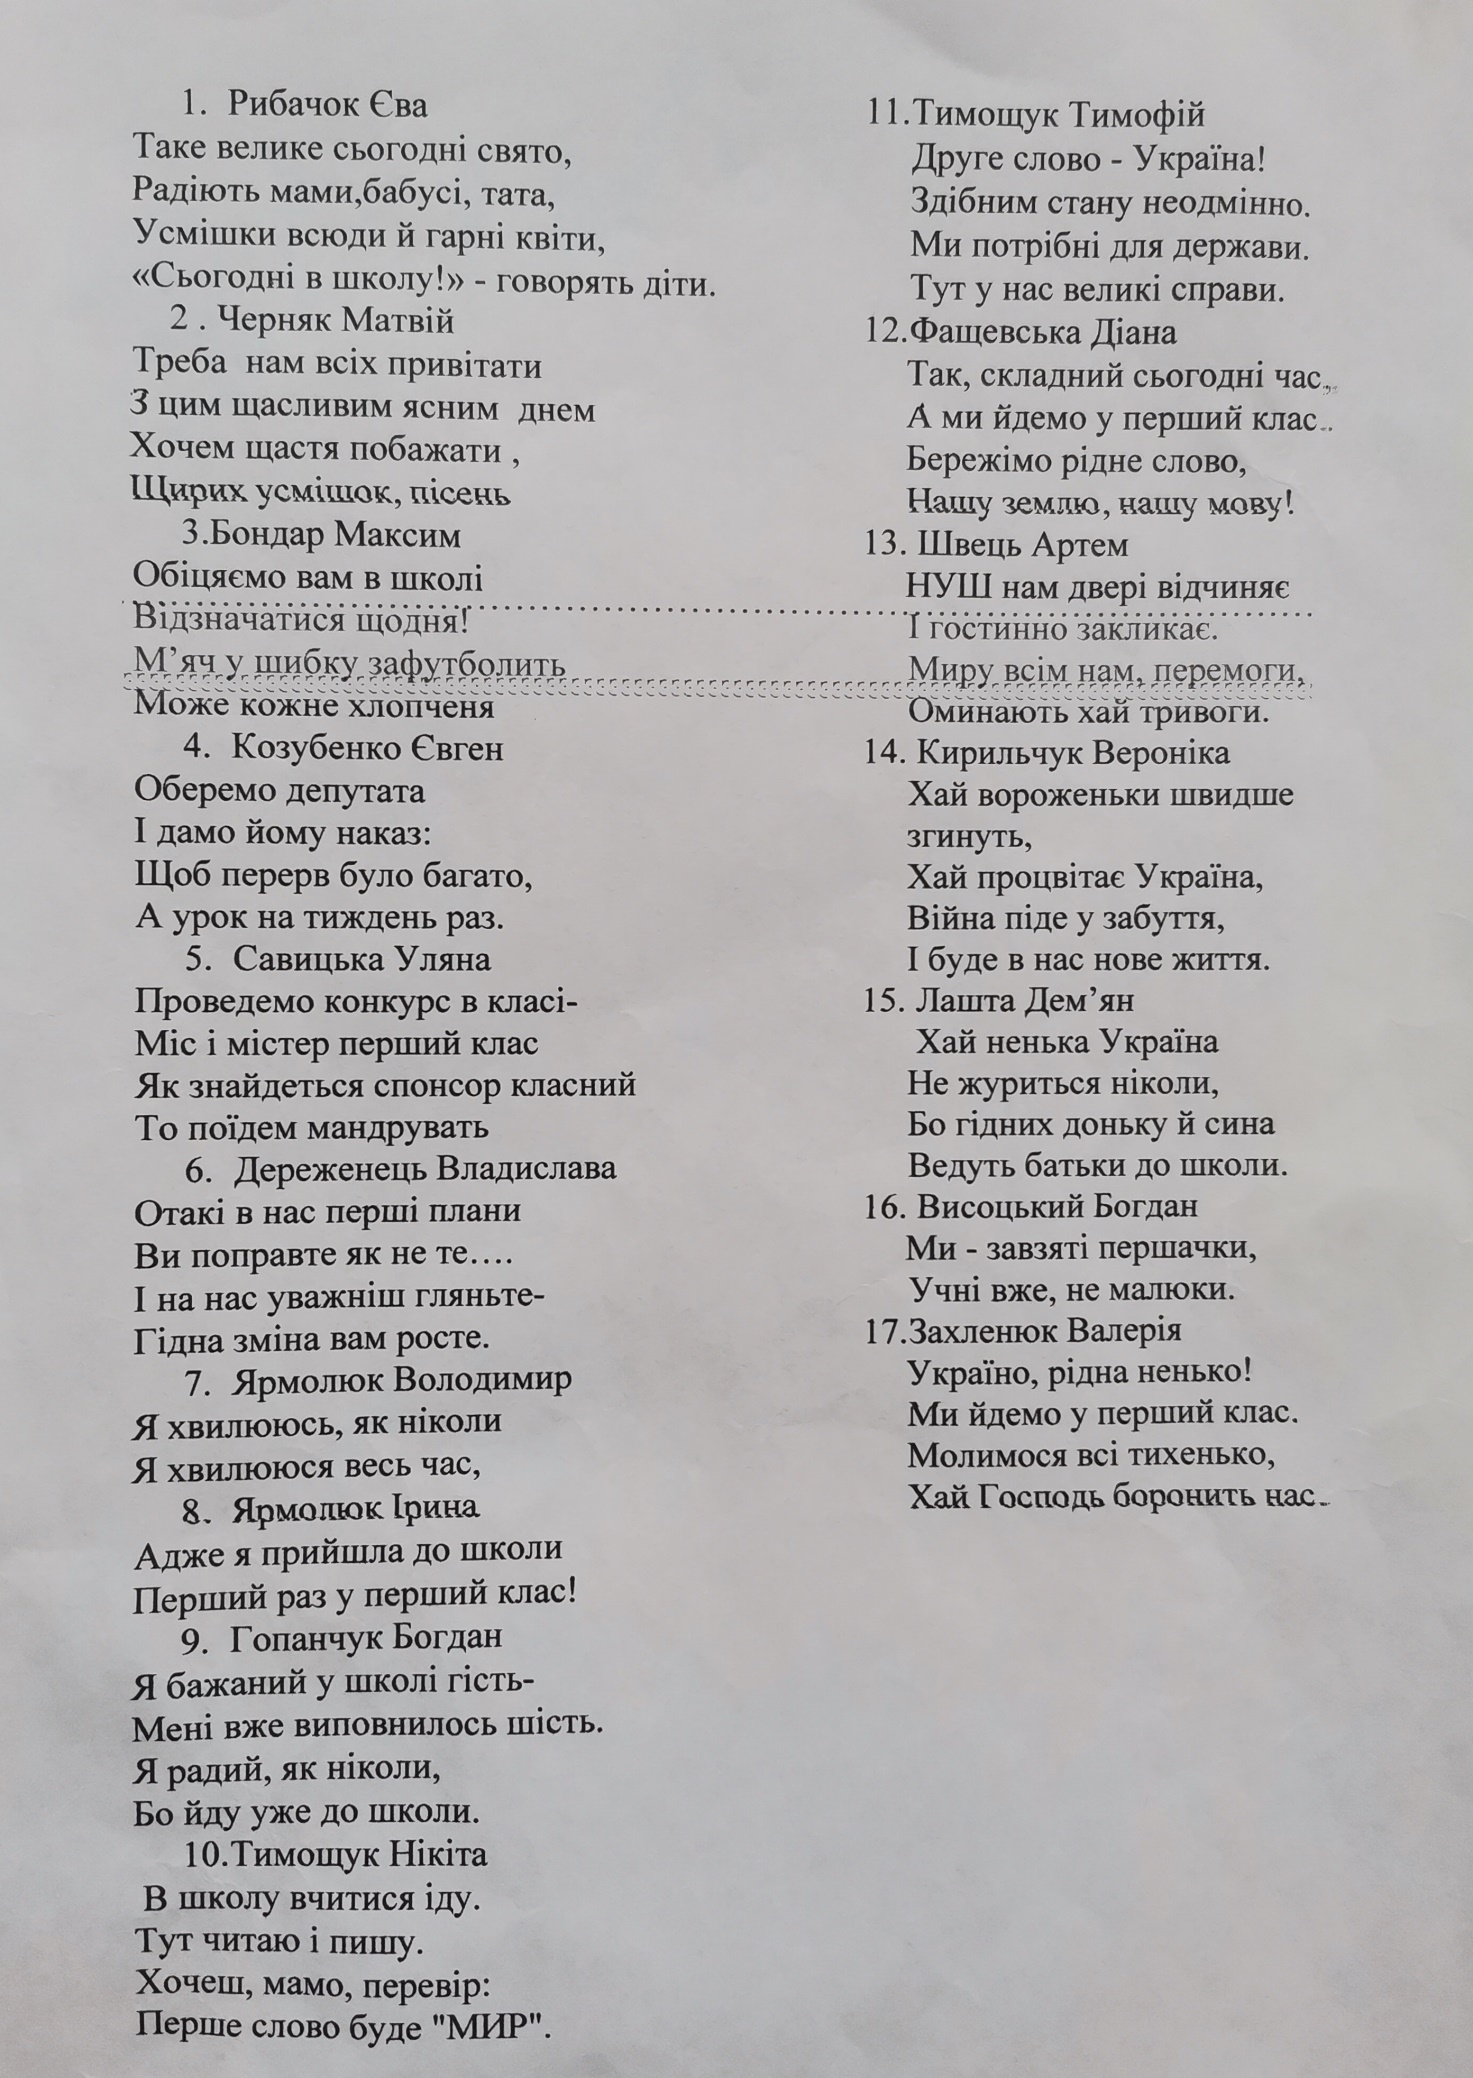 1. Рибачок Єва
Таке велике сьогодні свято,
Радіють мами,бабусі, тата,
Усмішки всюди й гарні квіти,
«Сьогодні в школу!» - говорять діти.
2 . Черняк Матвій
Треба нам всіх привітати
З цим щасливим ясним днем
Хочем щастя побажати ,
Щирих усмішок, пісень
3.Бондар Максим
Обіцяємо вам в школі
Відзначатися щодня!
М’яч у шибку зафутболить
Може кожне хлопченя
4. Козубенко Євген
Оберемо депутата
І дамо йому наказ:
Щоб перерв було багато,
А урок на тиждень раз.
5. Савицька Уляна
Проведемо конкурс в класі-
Міс і містер перший клас
Як знайдеться спонсор класний
То поїдем мандрувать
6. Дереженець Владислава
Отакі в нас перші плани
Ви поправте як не те….
І на нас уважніш гляньте-
Гідна зміна вам росте.
7. Ярмолюк Володимир
Я хвилююсь, як ніколи
Я хвилююся весь час,
8. Ярмолюк Ірина
Адже я прийшла до школи
Перший раз у перший клас!
9. Гопанчук Богдан
Я бажаний у школі гість-
Мені вже виповнилось шість.
Я радий, як ніколи,
Бо йду уже до школи.
10.Тимощук Нікіта
В школу вчитися іду.
Тут читаю і пишу.
Хочеш, мамо, перевір:
Перше слово буде "МИР".
11.Тимощук Тимофій
Друге слово - Україна!
Здібним стану неодмінно.
Ми потрібні для держави.
Тут у нас великі справи.
12.Фащевська Діана
Так, складний сьогодні час.,
А ми йдемо у перший клас..
Бережімо рідне слово,
Нашу землю, нашу мову!
13. Швець Артем
НУШ нам двері відчиняє
І гостинно закликає.
Миру всім нам, перемоги,
Оминають хай тривоги.
14. Кирильчук Вероніка
Хай вороженьки швидше
згинуть,
Хай процвітає Україна,
Війна піде у забуття,
І буде в нас нове життя.
15. Лашта Дем’ян
Хай ненька Україна
Не журиться ніколи,
Бо гідних доньку й сина
Ведуть батьки до школи.
16. Висоцький Богдан
Ми - завзяті першачки,
Учні вже, не малюки.
17.Захленюк Валерія
Україно, рідна ненько!
Ми йдемо у перший клас.
Молимося всі тихенько,
Хай Господь боронить нас.